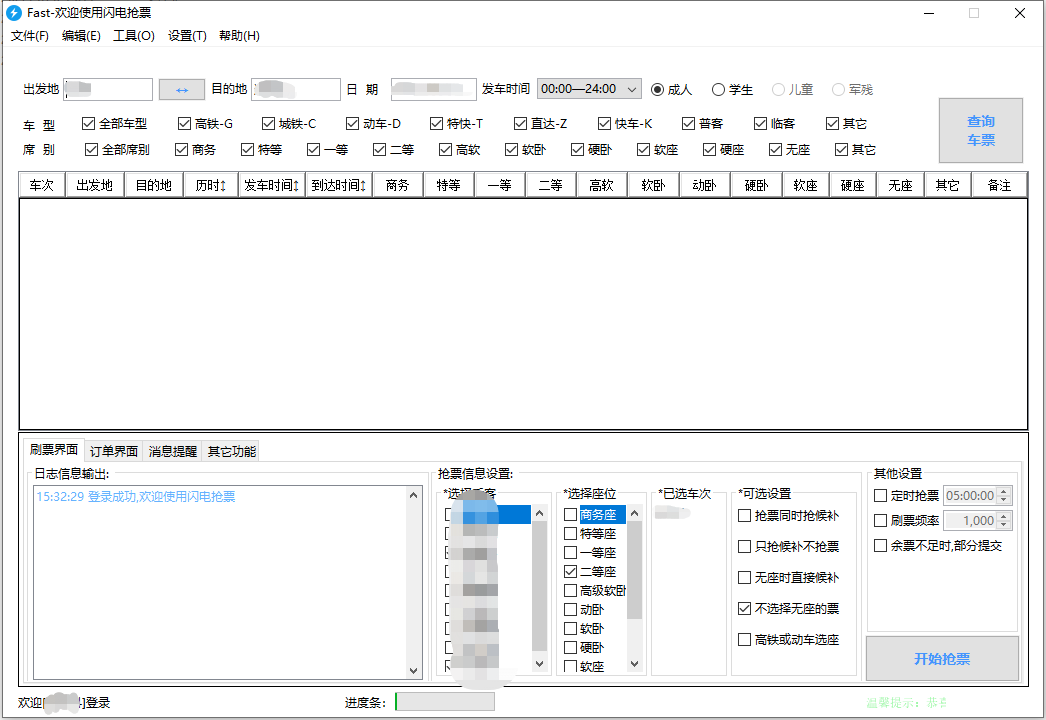 Fast-欢迎使用闪电抢票
文件(F) 编辑(E) 工具(O) 设置(T) 帮助(H)
出发地 ↔ 目的地 日 期 发车时间 00:00—24:00 成人 学生 儿童 军残
车 型 全部车型 高铁-G 城铁-C 动车-D 特快-T 直达-Z 快车-K 普客 临客 其它
席 别 全部席别 商务 特等 一等 二等 高软 软卧 硬卧 软座 硬座 无座 其它
查询
车票
车次 出发地 目的地 历时↕ 发车时间↕ 到达时间↕ 商务 特等 一等 二等 高软 软卧 动卧 硬卧 软座 硬座 无座 其它 备注
刷票界面 订单界面 消息提醒 其它功能
日志信息输出:
15:32:29 登录成功,欢迎使用闪电抢票
抢票信息设置:
*选择乘客
*选择座位
商务座
特等座
一等座
二等座
高级软卧
动卧
软卧
硬卧
软座
*已选车次
*可选设置
抢票同时抢候补
只抢候补不抢票
无座时直接候补
不选择无座的票
高铁或动车选座
其他设置
定时抢票 05:00:00
刷票频率 1,000
余票不足时,部分提交
开始抢票
欢迎[ ]登录 进度条: 温馨提示: 恭